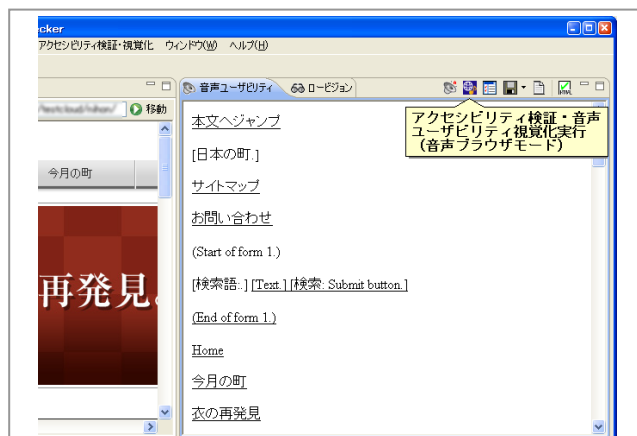 ecker
アクセシビリティ検証・視覚化 ウィンドウ(W) ヘルプ(H)
音声ユーザビリティ ロービジョン
移動
アクセシビリティ検証・音声
ユーザビリティ視覚化実行
(音声ブラウザモード)
本文へジャンプ
[日本の町.]
今月の町
サイトマップ
お問い合わせ
(Start of form 1.)
再発見
[検索語:.] [Text.] [検索: Submit button.]
(End of form 1.)
Home
今月の町
衣の再発見